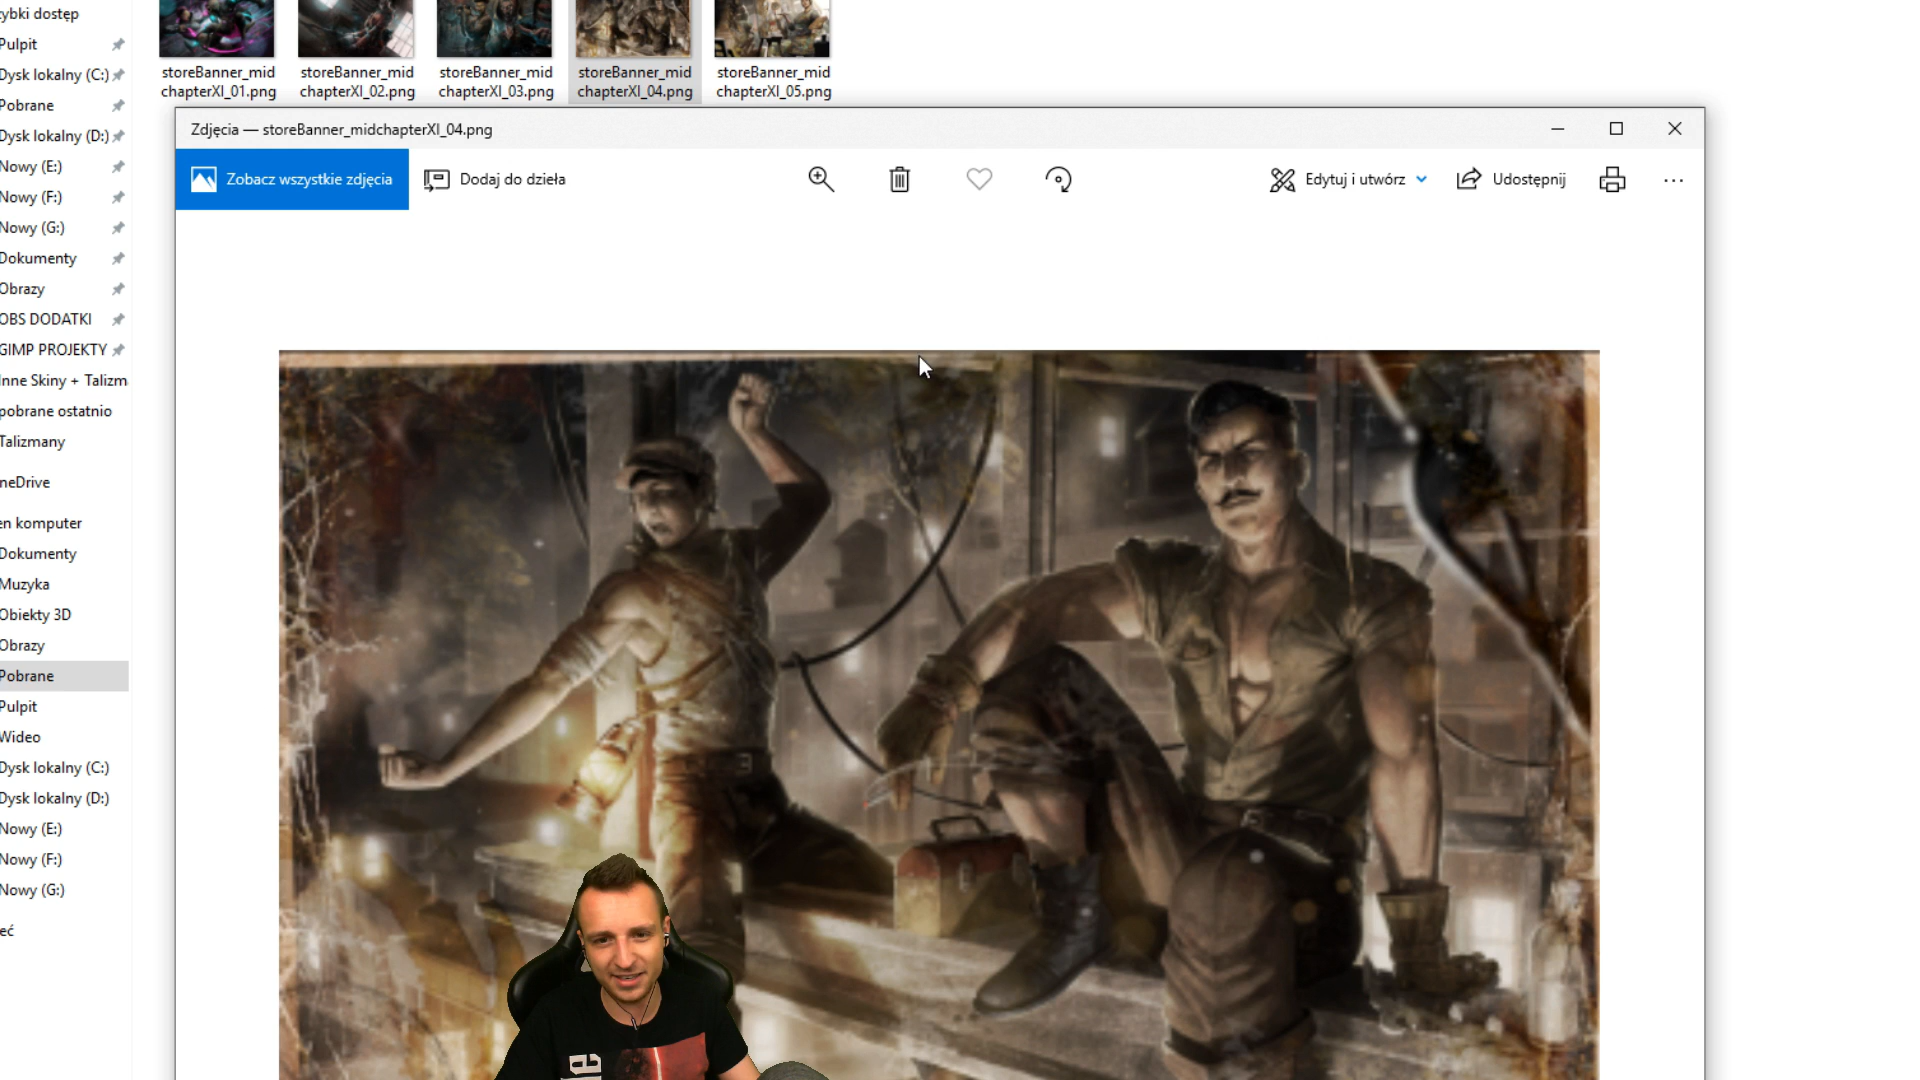 zybki dostęp
Pulpit
Dysk lokalny (C:)
Pobrane
Dysk lokalny (D:)
Nowy (E:)
Nowy (F:)
Nowy (G:)
Dokumenty
Obrazy
OBS DODATKI
GIMP PROJEKTY
Inne Skiny + Talizm
pobrane ostatnio
Talizmany
neDrive
en komputer
Dokumenty
Muzyka
Obiekty 3D
Obrazy
Pobrane
Pulpit
Wideo
Dysk lokalny (C:)
Dysk lokalny (D:)
Nowy (E:)
Nowy (F:)
Nowy (G:)
eć
storeBanner_mid
chapterXI_01.png
storeBanner_mid
chapterXI_02.png
storeBanner_mid
chapterXI_03.png
storeBanner_mid
chapterXI_04.png
storeBanner_mid
chapterXI_05.png
Zdjęcia — storeBanner_midchapterXI_04.png
Zobacz wszystkie zdjęcia
Dodaj do dzieła
Edytuj i utwórz
Udostępnij